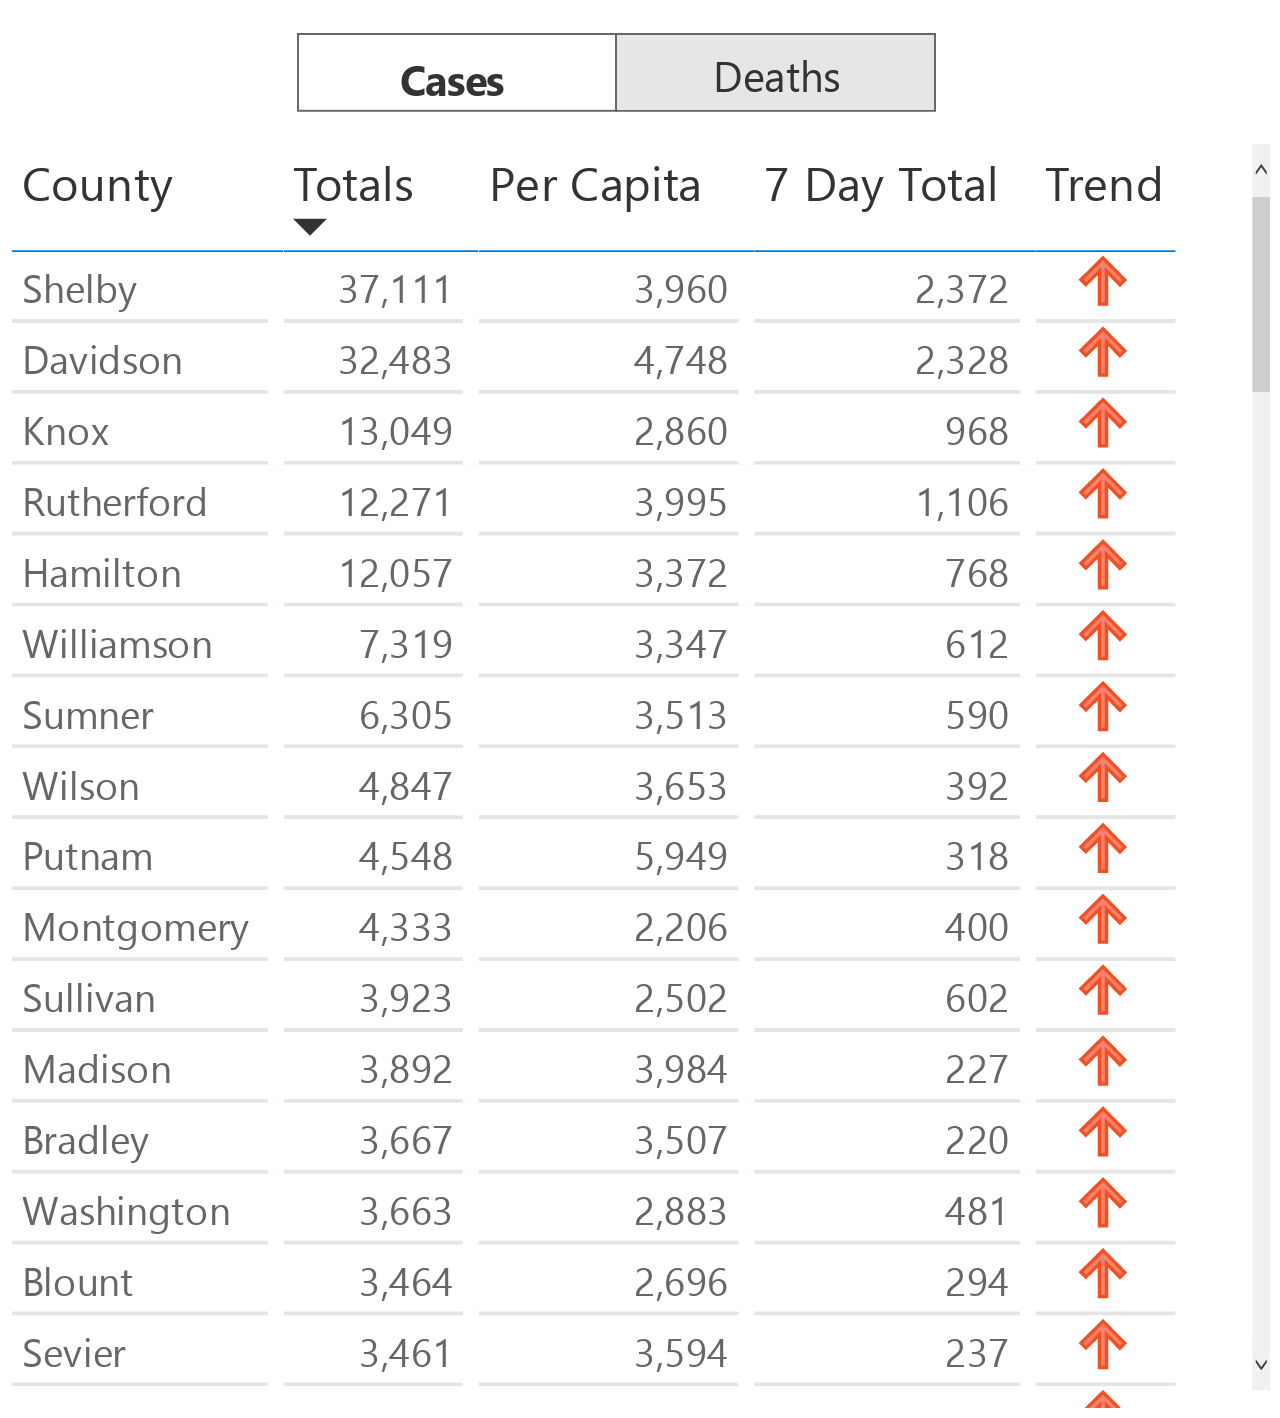 Cases Deaths
County Totals Per Capita 7 Day Total Trend
Shelby 37,111 3,960 2,372
Davidson 32,483 4,748 2,328
Knox 13,049 2,860 968
Rutherford 12,271 3,995 1,106
Hamilton 12,057 3,372 768
Williamson 7,319 3,347 612
Sumner 6,305 3,513 590
Wilson 4,847 3,653 392
Putnam 4,548 5,949 318
Montgomery 4,333 2,206 400
Sullivan 3,923 2,502 602
Madison 3,892 3,984 227
Bradley 3,667 3,507 220
Washington 3,663 2,883 481
Blount 3,464 2,696 294
Sevier 3,461 3,594 237